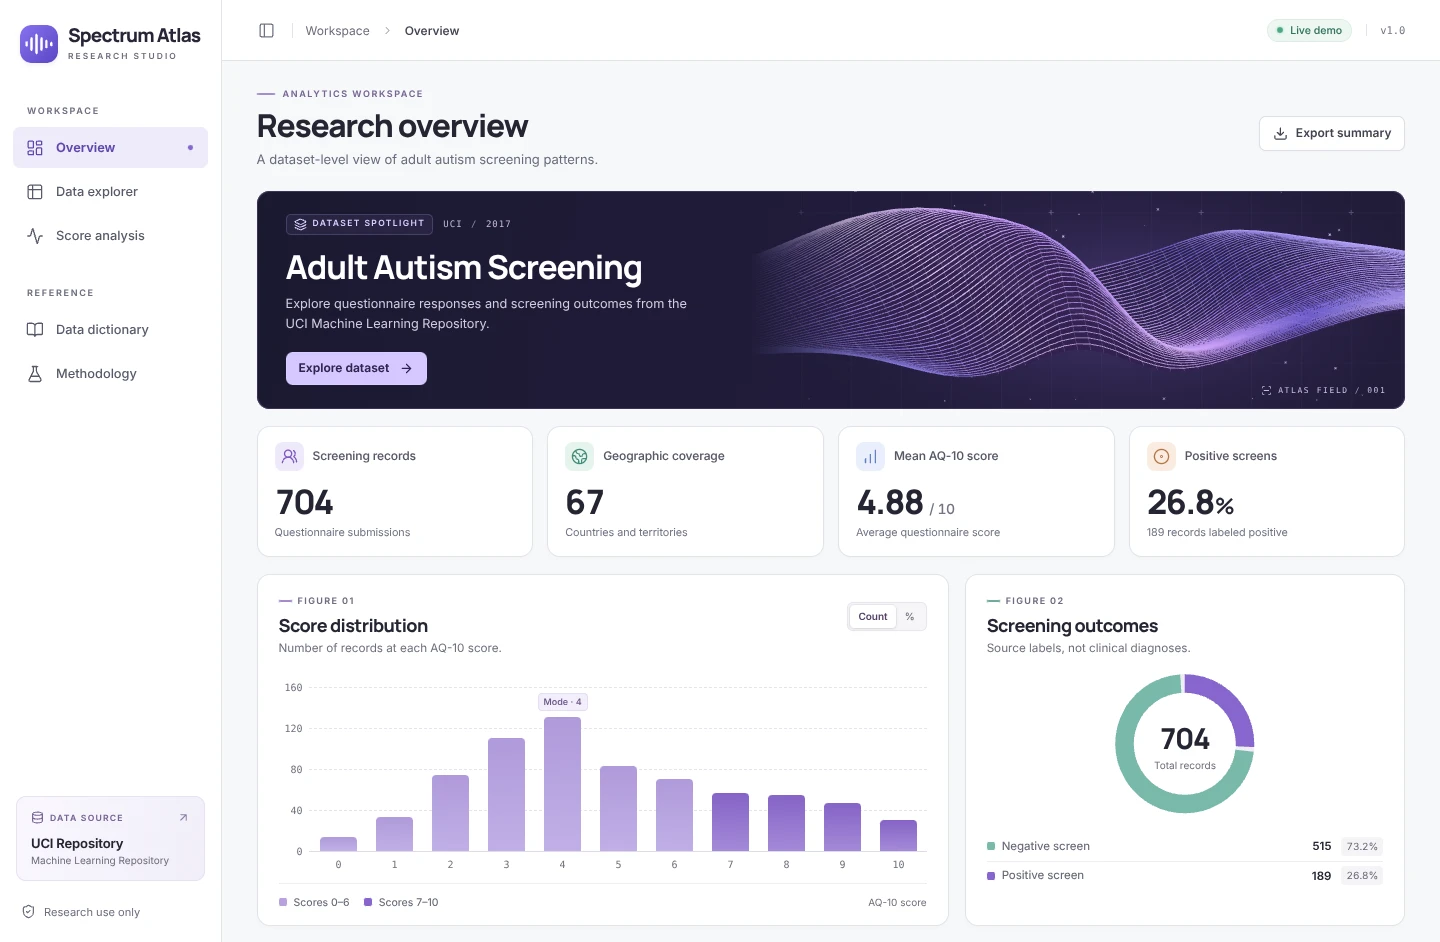 Spectrum Atlas
RESEARCH STUDIO
WORKSPACE
Overview
Data explorer
Score analysis
REFERENCE
Data dictionary
Methodology
DATA SOURCE
UCI Repository
Machine Learning Repository
Research use only
Workspace
Overview
Live demo
v1.0
ANALYTICS WORKSPACE
Research overview
A dataset-level view of adult autism screening patterns.
Export summary
DATASET SPOTLIGHT
UCI / 2017
Adult Autism Screening
Explore questionnaire responses and screening outcomes from the
UCI Machine Learning Repository.
Explore dataset
ATLAS FIELD / 001
Screening records
704
Questionnaire submissions
Geographic coverage
67
Countries and territories
Mean AQ-10 score
4.88 / 10
Average questionnaire score
Positive screens
26.8%
189 records labeled positive
FIGURE 01
Score distribution
Number of records at each AQ-10 score.
Count %
160
Mode · 4
120
80
40
0
0 1 2 3 4 5 6 7 8 9 10
Scores 0–6 Scores 7–10
AQ-10 score
FIGURE 02
Screening outcomes
Source labels, not clinical diagnoses.
704
Total records
Negative screen 515 73.2%
Positive screen 189 26.8%